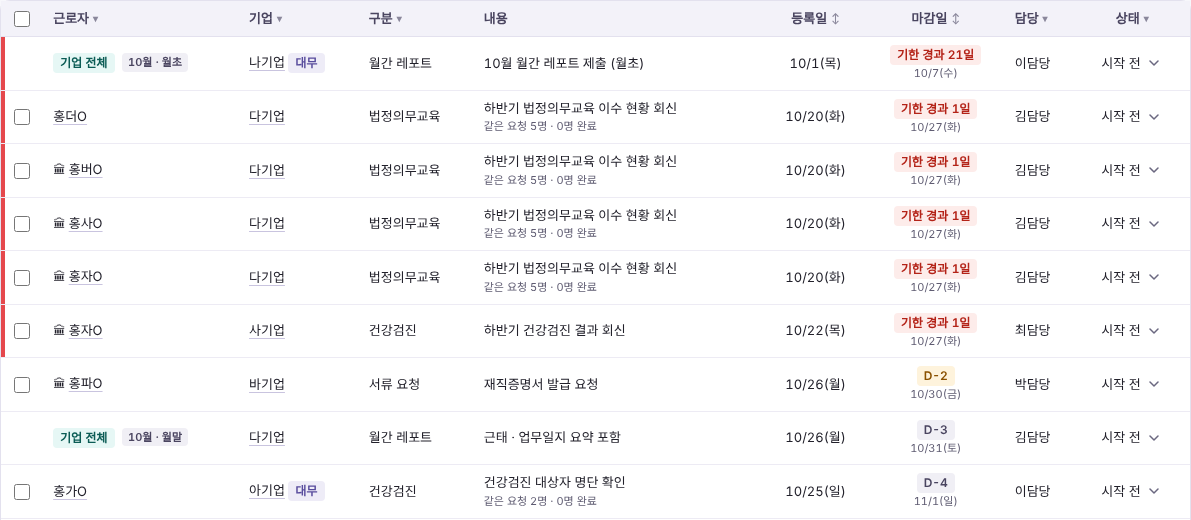 근로자 ▾ 기업 ▾ 구분 ▾ 내용 등록일 ↕ 마감일 ↕ 담당 ▾ 상태 ▾
기업 전체 10월 · 월초 나기업 대무 월간 레포트 10월 월간 레포트 제출 (월초) 10/1(목) 기한 경과 21일 이담당 시작 전
10/7(수)
홍더O 다기업 법정의무교육 하반기 법정의무교육 이수 현황 회신 10/20(화) 기한 경과 1일 김담당 시작 전
같은 요청 5명 · 0명 완료 10/27(화)
🏛 홍버O 다기업 법정의무교육 하반기 법정의무교육 이수 현황 회신 10/20(화) 기한 경과 1일 김담당 시작 전
같은 요청 5명 · 0명 완료 10/27(화)
🏛 홍사O 다기업 법정의무교육 하반기 법정의무교육 이수 현황 회신 10/20(화) 기한 경과 1일 김담당 시작 전
같은 요청 5명 · 0명 완료 10/27(화)
🏛 홍자O 다기업 법정의무교육 하반기 법정의무교육 이수 현황 회신 10/20(화) 기한 경과 1일 김담당 시작 전
같은 요청 5명 · 0명 완료 10/27(화)
🏛 홍자O 사기업 건강검진 하반기 건강검진 결과 회신 10/22(목) 기한 경과 1일 최담당 시작 전
10/27(화)
🏛 홍파O 바기업 서류 요청 재직증명서 발급 요청 10/26(월) D-2 박담당 시작 전
10/30(금)
기업 전체 10월 · 월말 다기업 월간 레포트 근태 · 업무일지 요약 포함 10/26(월) D-3 김담당 시작 전
10/31(토)
홍가O 아기업 대무 건강검진 건강검진 대상자 명단 확인 10/25(일) D-4 이담당 시작 전
같은 요청 2명 · 0명 완료 11/1(일)